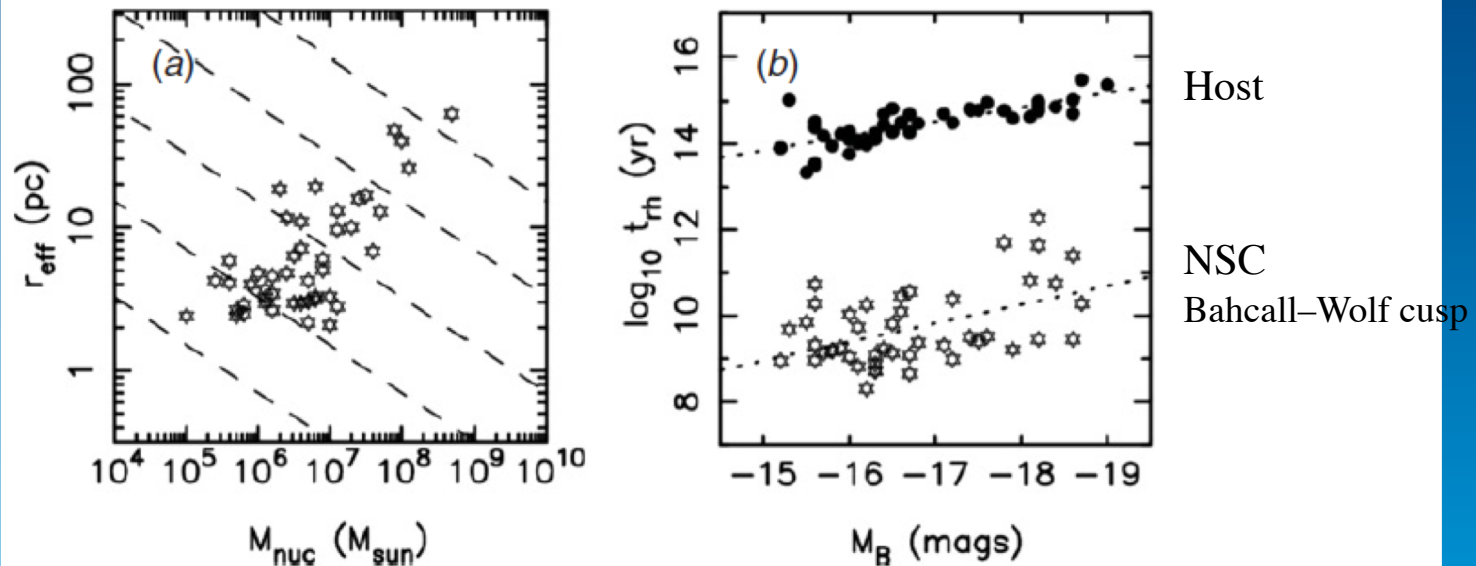 (a)
r_eff (pc)
100
10
1
10^4 10^5 10^6 10^7 10^8 10^9 10^10
M_nuc (M_sun)
(b)
log_10 t_rh (yr)
16
14
12
10
8
−15 −16 −17 −18 −19
M_B (mags)
Host
NSC
Bahcall–Wolf cusp